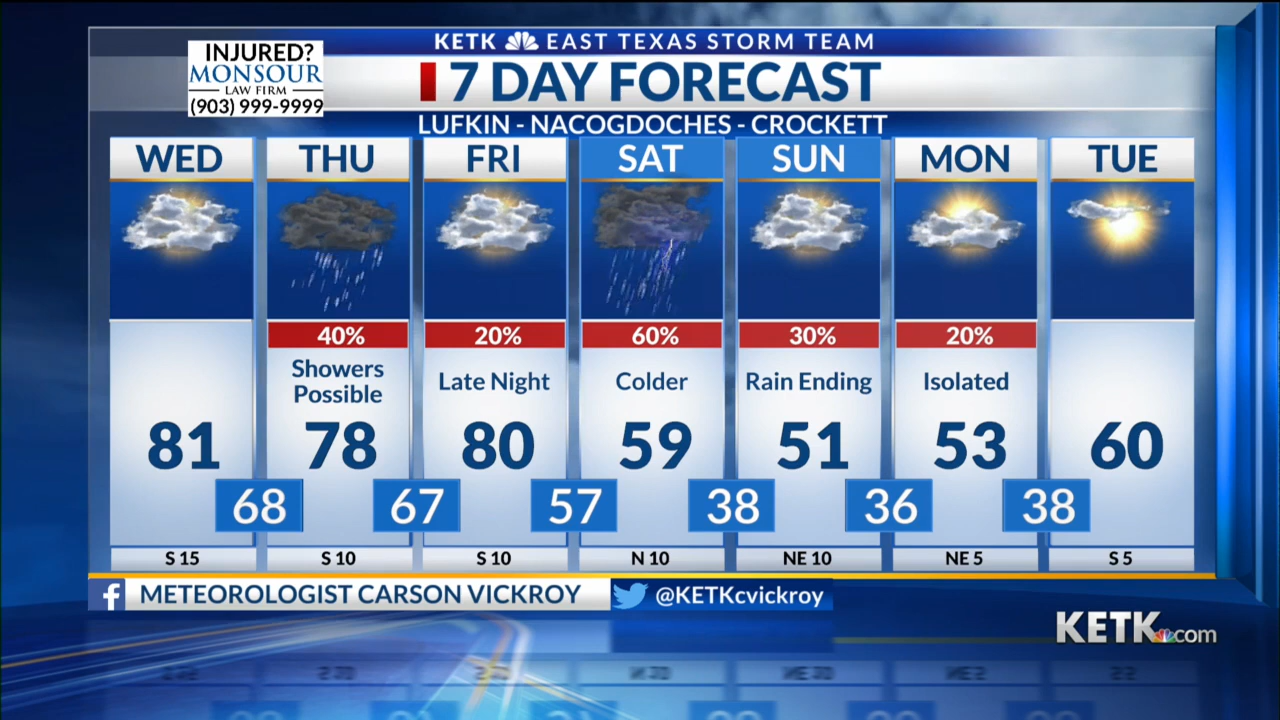 KETK EAST TEXAS STORM TEAM
INJURED?
MONSOUR
LAW FIRM
(903) 999-9999
7 DAY FORECAST
LUFKIN - NACOGDOCHES - CROCKETT
WED THU FRI SAT SUN MON TUE
40% 20% 60% 30% 20%
Showers
Possible
Late Night Colder Rain Ending Isolated
81 78 80 59 51 53 60
68 67 57 38 36 38
S 15 S 10 S 10 N 10 NE 10 NE 5 S 5
f METEOROLOGIST CARSON VICKROY @KETKcvickroy
KETK.com